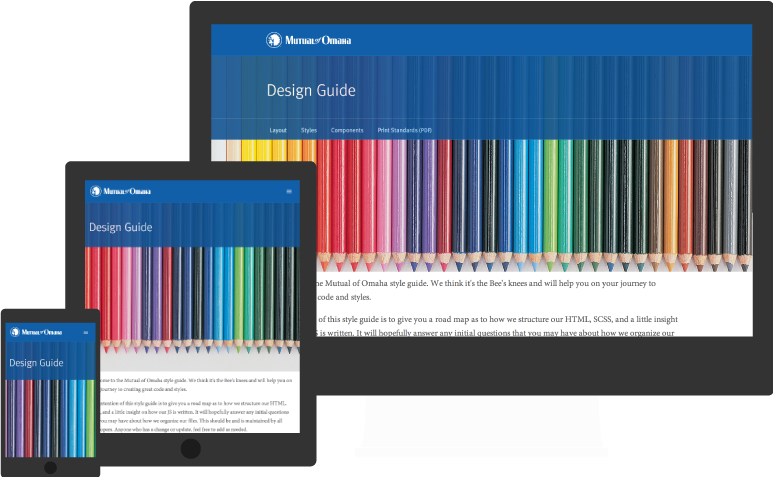 Mutual of Omaha
Design Guide
Layout Styles Components Print Standards (PDF)
he Mutual of Omaha style guide. We think it's the Bee's knees and will help you on your journey to
code and styles.
of this style guide is to give you a road map as to how we structure our HTML, SCSS, and a little insight
JS is written. It will hopefully answer any initial questions that you may have about how we organize our
Mutual of Omaha
Design Guide
ome to the Mutual of Omaha style guide. We think it's the Bee's knees and will help you on
journey to creating great code and styles.
ntention of this style guide is to give you a road map as to how we structure our HTML,
and a little insight on how our JS is written. It will hopefully answer any initial questions
you may have about how we organize our files. This should be and is maintained by all
opers. Anyone who has a change or update, feel free to add as needed.
Mutual of Omaha
Design Guide